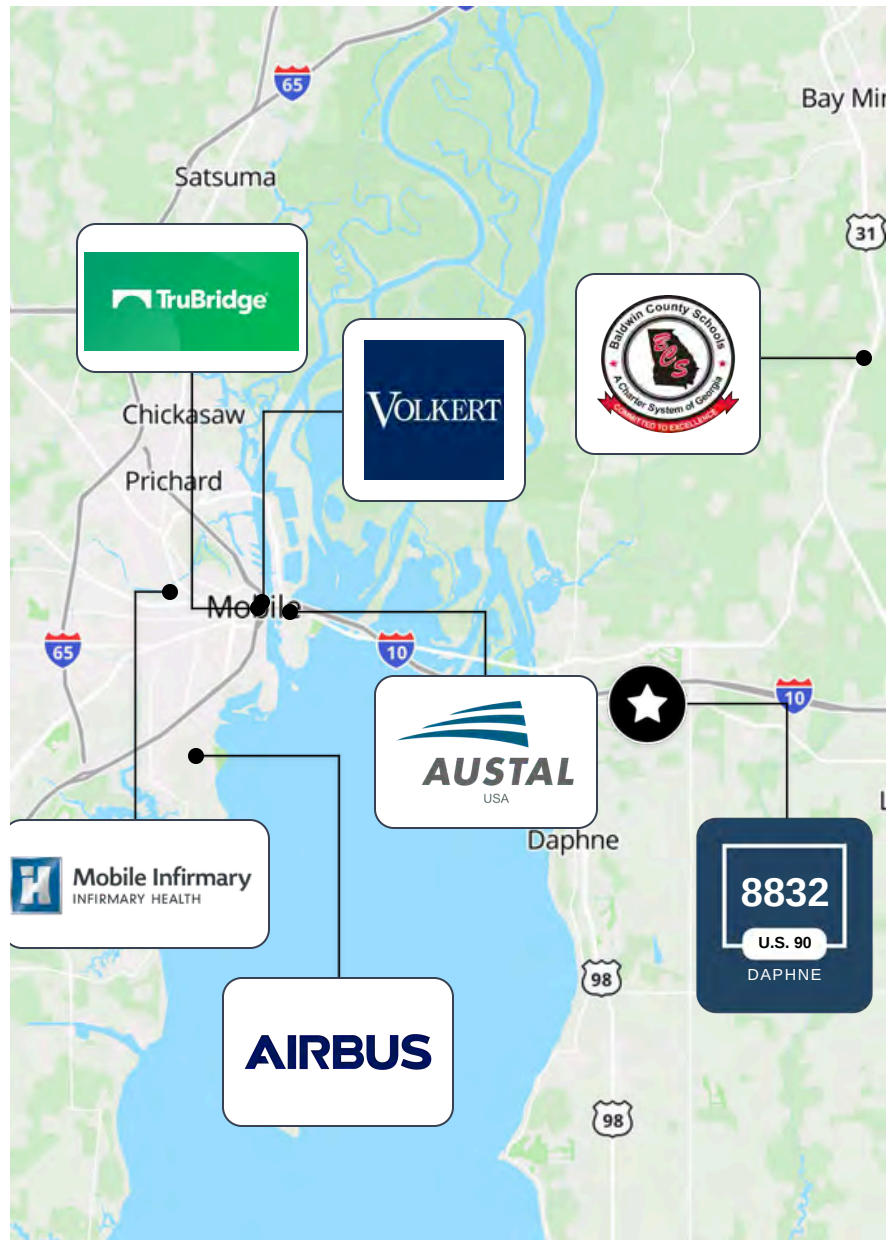 65
Bay Mir
Satsuma
31
TruBridge
Baldwin County Schools
BCS
A Charter System of Georgia
COMMITTED TO EXCELLENCE
VOLKERT
Chickasaw
Prichard
Mobile
65
10
10
AUSTAL
USA
L
Daphne
Mobile Infirmary
INFIRMARY HEALTH
8832
U.S. 90
DAPHNE
98
AIRBUS
98